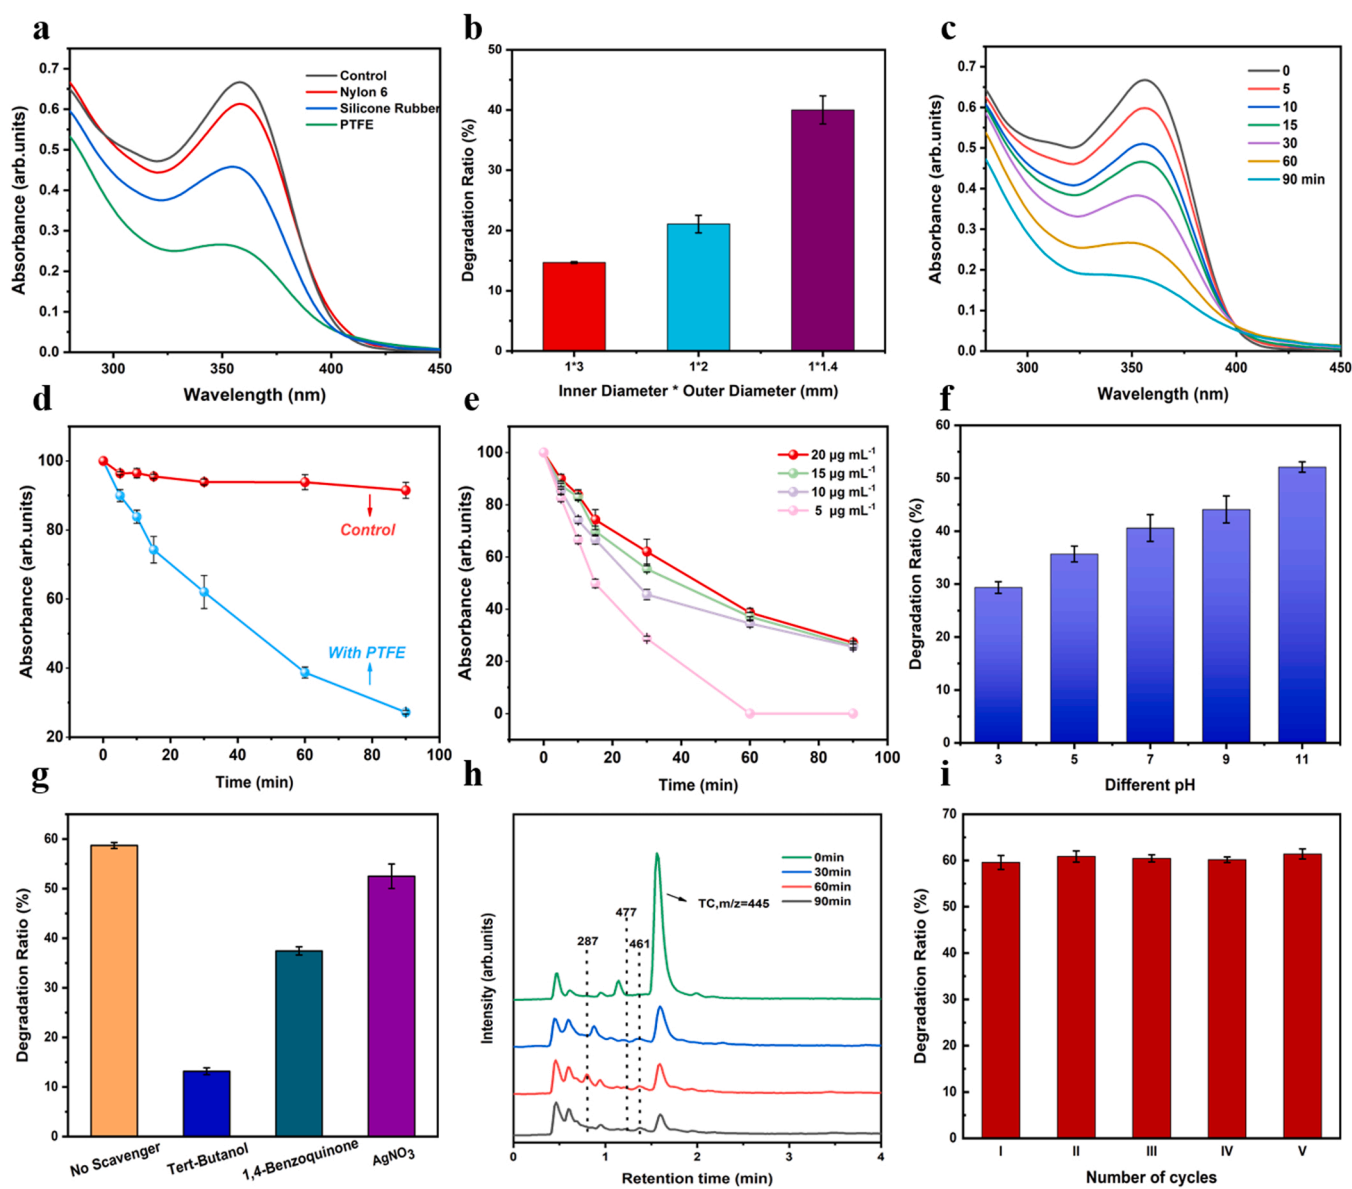 a
Absorbance (arb.units)
0.7
0.6
0.5
0.4
0.3
0.2
0.1
0.0
300
350
400
450
Wavelength (nm)
Control
Nylon 6
Silicone Rubber
PTFE
b
Degradation Ratio (%)
50
40
30
20
10
0
1*3
1*2
1*1.4
Inner Diameter * Outer Diameter (mm)
c
Absorbance (arb.units)
0.7
0.6
0.5
0.4
0.3
0.2
0.1
0.0
300
350
400
450
Wavelength (nm)
0
5
10
15
30
60
90 min
d
Absorbance (arb.units)
100
80
60
40
20
0
20
40
60
80
100
Time (min)
Control
With PTFE
e
Absorbance (arb.units)
100
80
60
40
20
0
0
20
40
60
80
100
Time (min)
20 µg mL-1
15 µg mL-1
10 µg mL-1
5 µg mL-1
f
Degradation Ratio (%)
60
50
40
30
20
10
0
3
5
7
9
11
Different pH
g
Degradation Ratio (%)
60
50
40
30
20
10
0
No Scavenger
Tert-Butanol
1,4-Benzoquinone
AgNO3
h
Intensity (arb.units)
0min
30min
60min
90min
TC,m/z=445
477
287
461
0
1
2
3
4
Retention time (min)
i
Degradation Ratio (%)
70
60
50
40
30
20
10
0
I
II
III
IV
V
Number of cycles